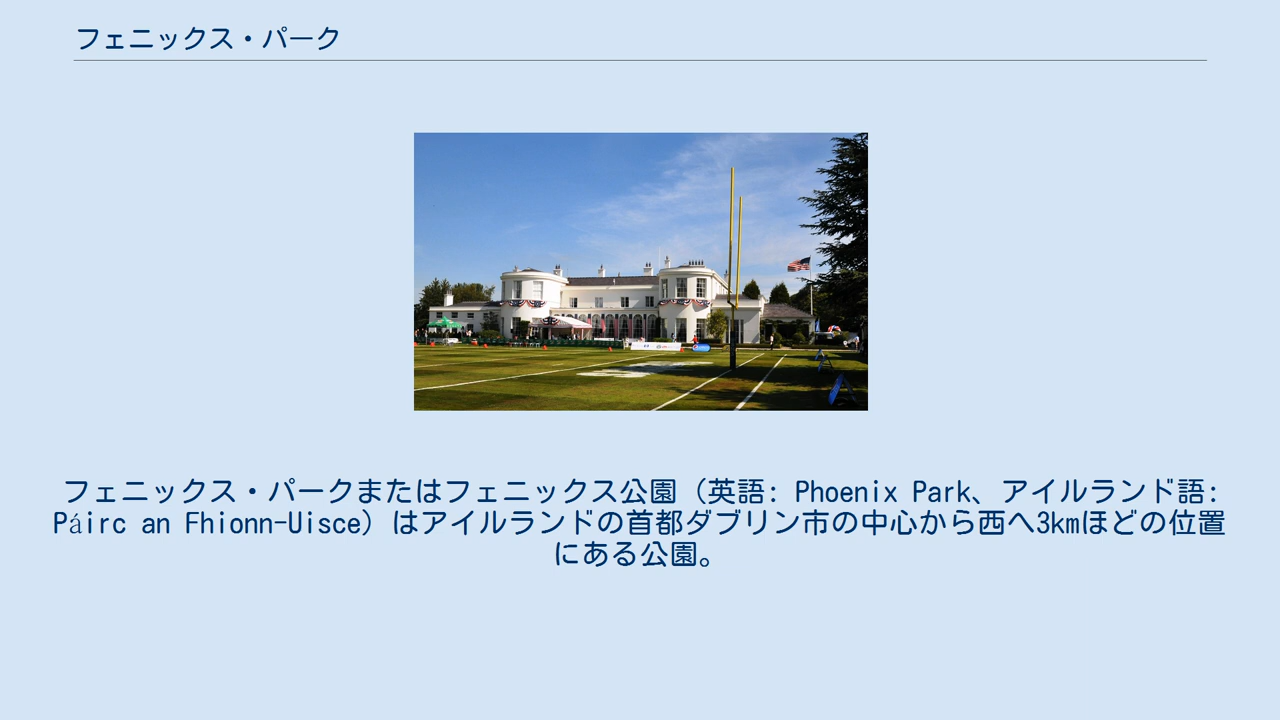 フェニックス・パーク
フェニックス・パークまたはフェニックス公園（英語: Phoenix Park、アイルランド語:
Páirc an Fhionn-Uisce）はアイルランドの首都ダブリン市の中心から西へ3kmほどの位置
にある公園。